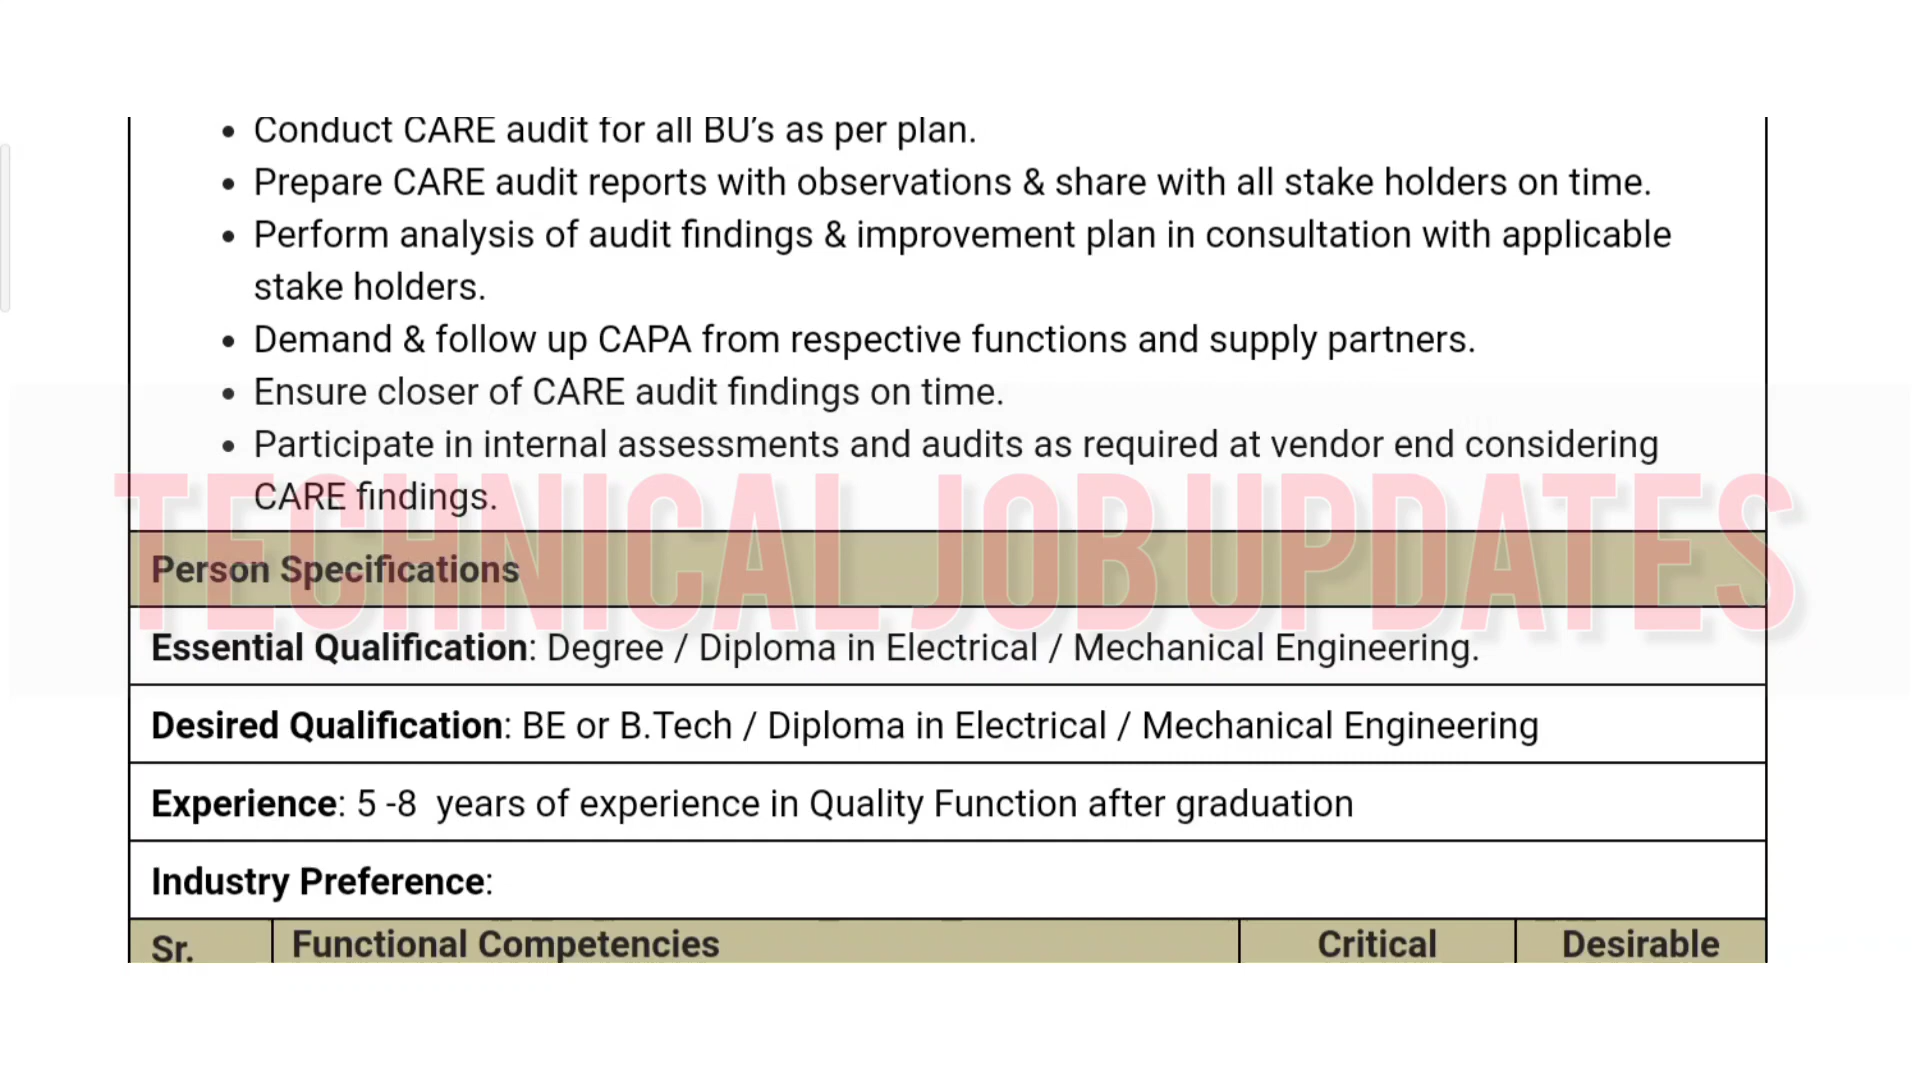 • Conduct CARE audit for all BU's as per plan.
• Prepare CARE audit reports with observations & share with all stake holders on time.
• Perform analysis of audit findings & improvement plan in consultation with applicable
stake holders.
• Demand & follow up CAPA from respective functions and supply partners.
• Ensure closer of CARE audit findings on time.
• Participate in internal assessments and audits as required at vendor end considering
CARE findings.
TECHNICAL JOB UPDATES
Person Specifications
Essential Qualification: Degree / Diploma in Electrical / Mechanical Engineering.
Desired Qualification: BE or B.Tech / Diploma in Electrical / Mechanical Engineering
Experience: 5 -8  years of experience in Quality Function after graduation
Industry Preference:
Sr. Functional Competencies Critical Desirable